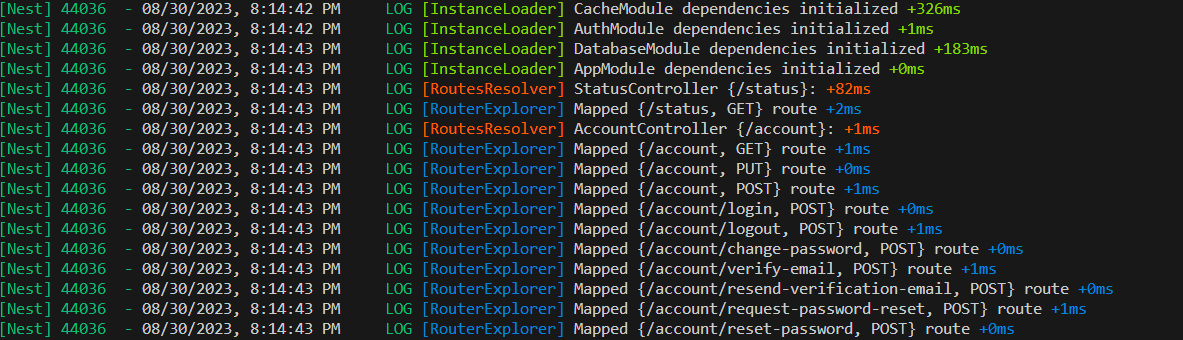 [Nest] 44036  - 08/30/2023, 8:14:42 PM     LOG [InstanceLoader] CacheModule dependencies initialized +326ms
[Nest] 44036  - 08/30/2023, 8:14:42 PM     LOG [InstanceLoader] AuthModule dependencies initialized +1ms
[Nest] 44036  - 08/30/2023, 8:14:43 PM     LOG [InstanceLoader] DatabaseModule dependencies initialized +183ms
[Nest] 44036  - 08/30/2023, 8:14:43 PM     LOG [InstanceLoader] AppModule dependencies initialized +0ms
[Nest] 44036  - 08/30/2023, 8:14:43 PM     LOG [RoutesResolver] StatusController {/status}: +82ms
[Nest] 44036  - 08/30/2023, 8:14:43 PM     LOG [RouterExplorer] Mapped {/status, GET} route +2ms
[Nest] 44036  - 08/30/2023, 8:14:43 PM     LOG [RoutesResolver] AccountController {/account}: +1ms
[Nest] 44036  - 08/30/2023, 8:14:43 PM     LOG [RouterExplorer] Mapped {/account, GET} route +1ms
[Nest] 44036  - 08/30/2023, 8:14:43 PM     LOG [RouterExplorer] Mapped {/account, PUT} route +0ms
[Nest] 44036  - 08/30/2023, 8:14:43 PM     LOG [RouterExplorer] Mapped {/account, POST} route +1ms
[Nest] 44036  - 08/30/2023, 8:14:43 PM     LOG [RouterExplorer] Mapped {/account/login, POST} route +0ms
[Nest] 44036  - 08/30/2023, 8:14:43 PM     LOG [RouterExplorer] Mapped {/account/logout, POST} route +1ms
[Nest] 44036  - 08/30/2023, 8:14:43 PM     LOG [RouterExplorer] Mapped {/account/change-password, POST} route +0ms
[Nest] 44036  - 08/30/2023, 8:14:43 PM     LOG [RouterExplorer] Mapped {/account/verify-email, POST} route +1ms
[Nest] 44036  - 08/30/2023, 8:14:43 PM     LOG [RouterExplorer] Mapped {/account/resend-verification-email, POST} route +0ms
[Nest] 44036  - 08/30/2023, 8:14:43 PM     LOG [RouterExplorer] Mapped {/account/request-password-reset, POST} route +1ms
[Nest] 44036  - 08/30/2023, 8:14:43 PM     LOG [RouterExplorer] Mapped {/account/reset-password, POST} route +0ms